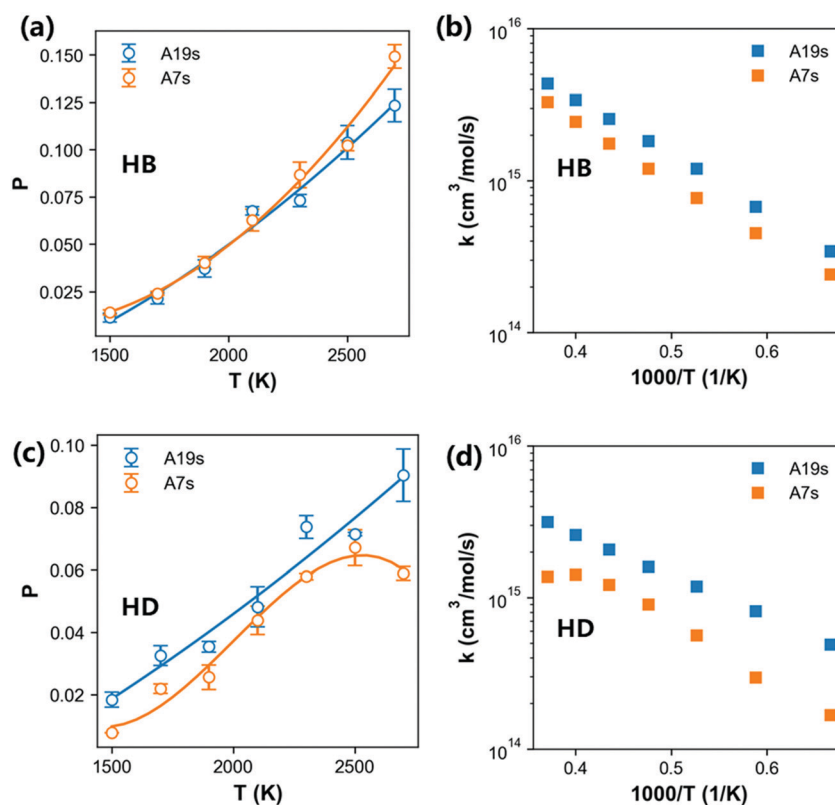 (a)
0.150
0.125
0.100
0.075
0.050
0.025
P
A19s
A7s
HB
1500
2000
2500
T (K)
(b)
10^16
10^15
10^14
k (cm^3/mol/s)
A19s
A7s
HB
0.4
0.5
0.6
1000/T (1/K)
(c)
0.10
0.08
0.06
0.04
0.02
P
A19s
A7s
HD
1500
2000
2500
T (K)
(d)
10^16
10^15
10^14
k (cm^3/mol/s)
A19s
A7s
HD
0.4
0.5
0.6
1000/T (1/K)